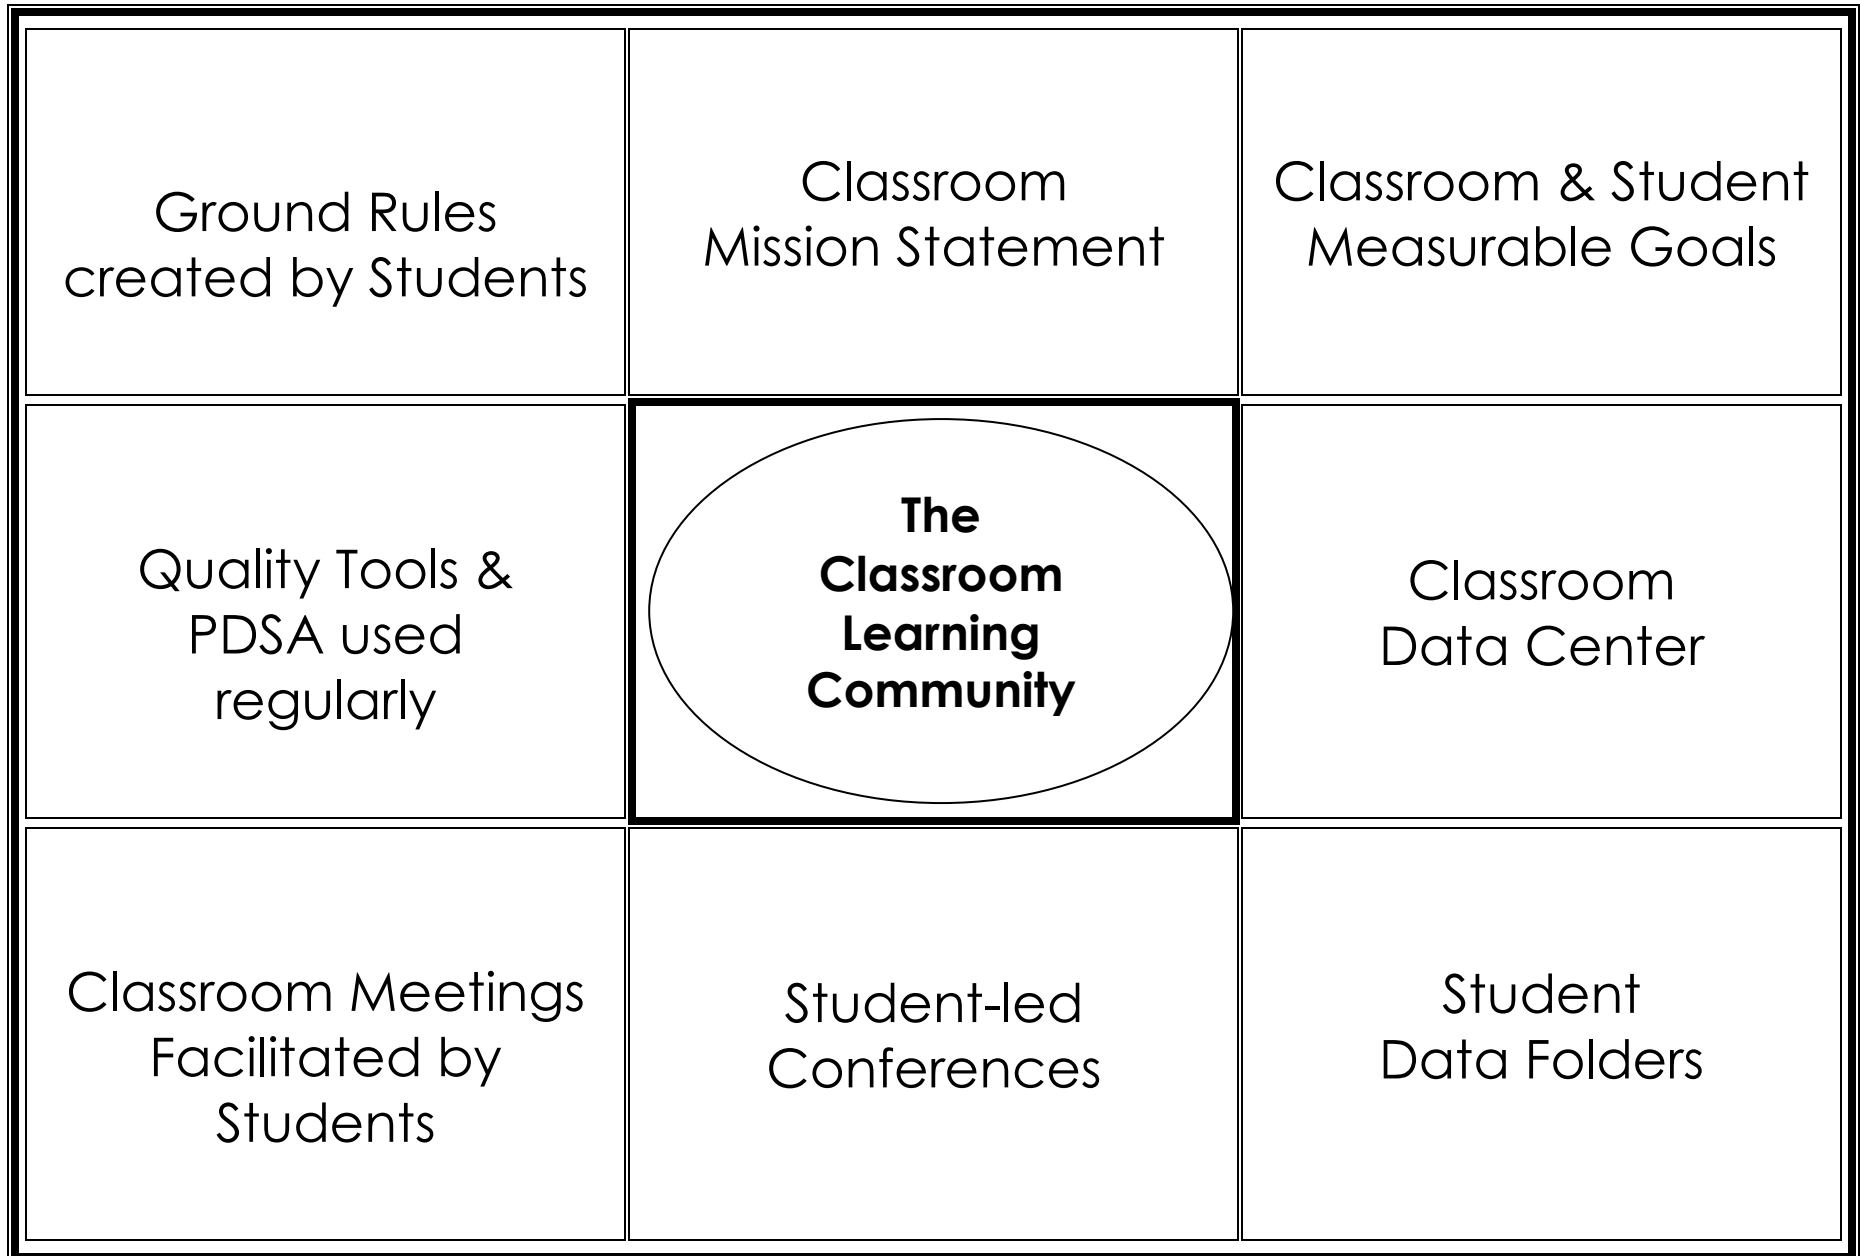 Ground Rules
created by Students
Classroom
Mission Statement
Classroom & Student
Measurable Goals
Quality Tools &
PDSA used
regularly
The
Classroom
Learning
Community
Classroom
Data Center
Classroom Meetings
Facilitated by
Students
Student-led
Conferences
Student
Data Folders